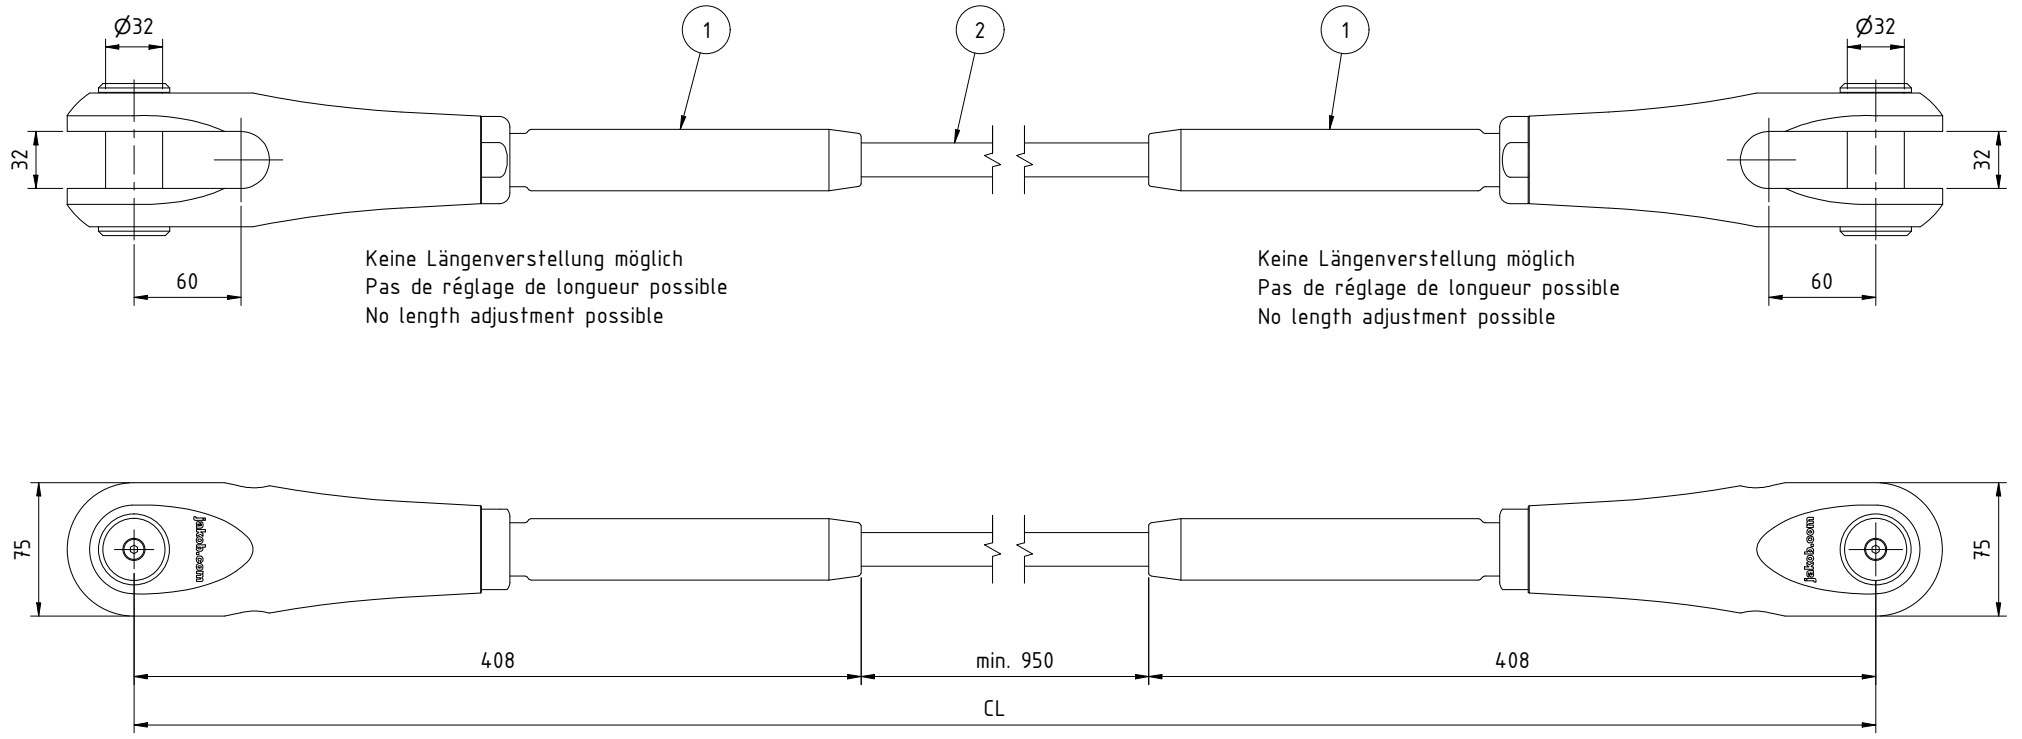 Ø32
1
2
1
Ø32
32
32
60
60
Keine Längenverstellung möglich
Pas de réglage de longueur possible
No length adjustment possible
Keine Längenverstellung möglich
Pas de réglage de longueur possible
No length adjustment possible
75
jakob.com
jakob.com
75
408
min. 950
408
CL